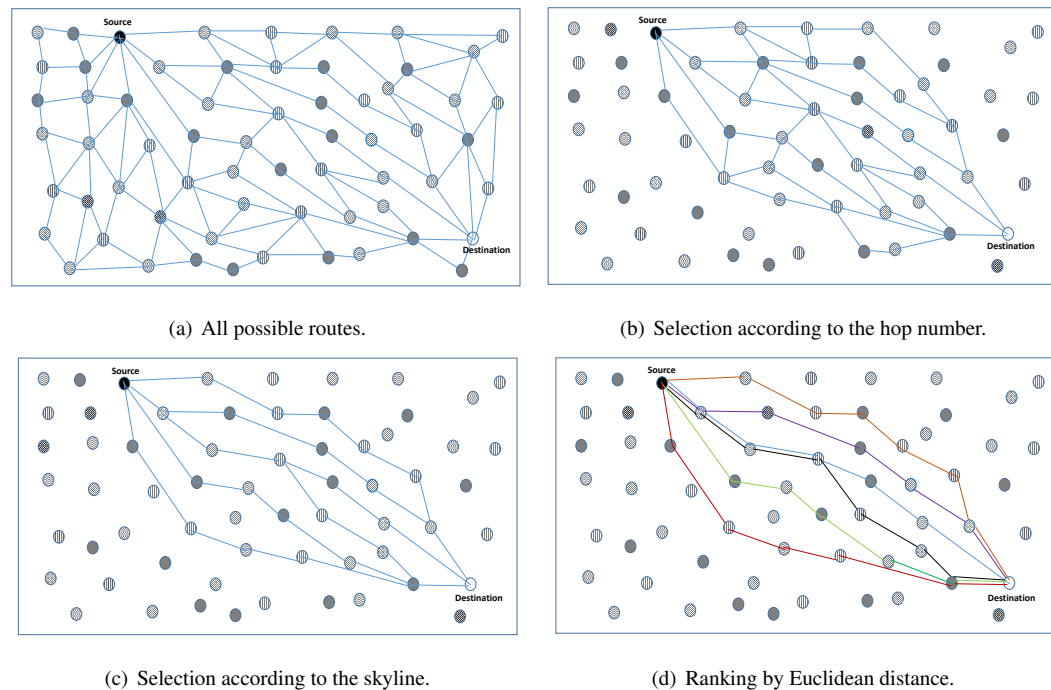 Source
Destination
(a) All possible routes.
Source
Destination
(b) Selection according to the hop number.
Source
Destination
(c) Selection according to the skyline.
Source
Destination
(d) Ranking by Euclidean distance.